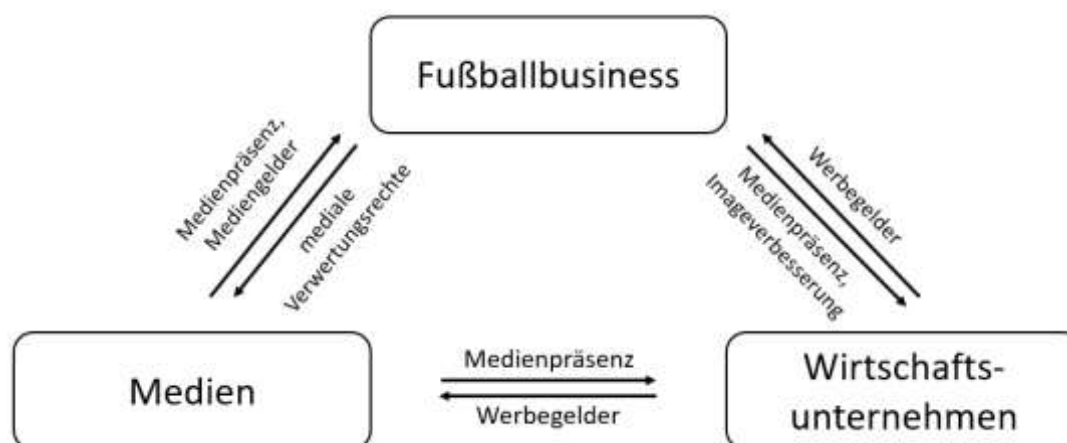 Fußballbusiness
Medienpräsenz,
Mediengelder
mediale
Verwertungsrechte
Werbegelder
Medienpräsenz,
Imageverbesserung
Medien
Medienpräsenz
Werbegelder
Wirtschafts-
unternehmen